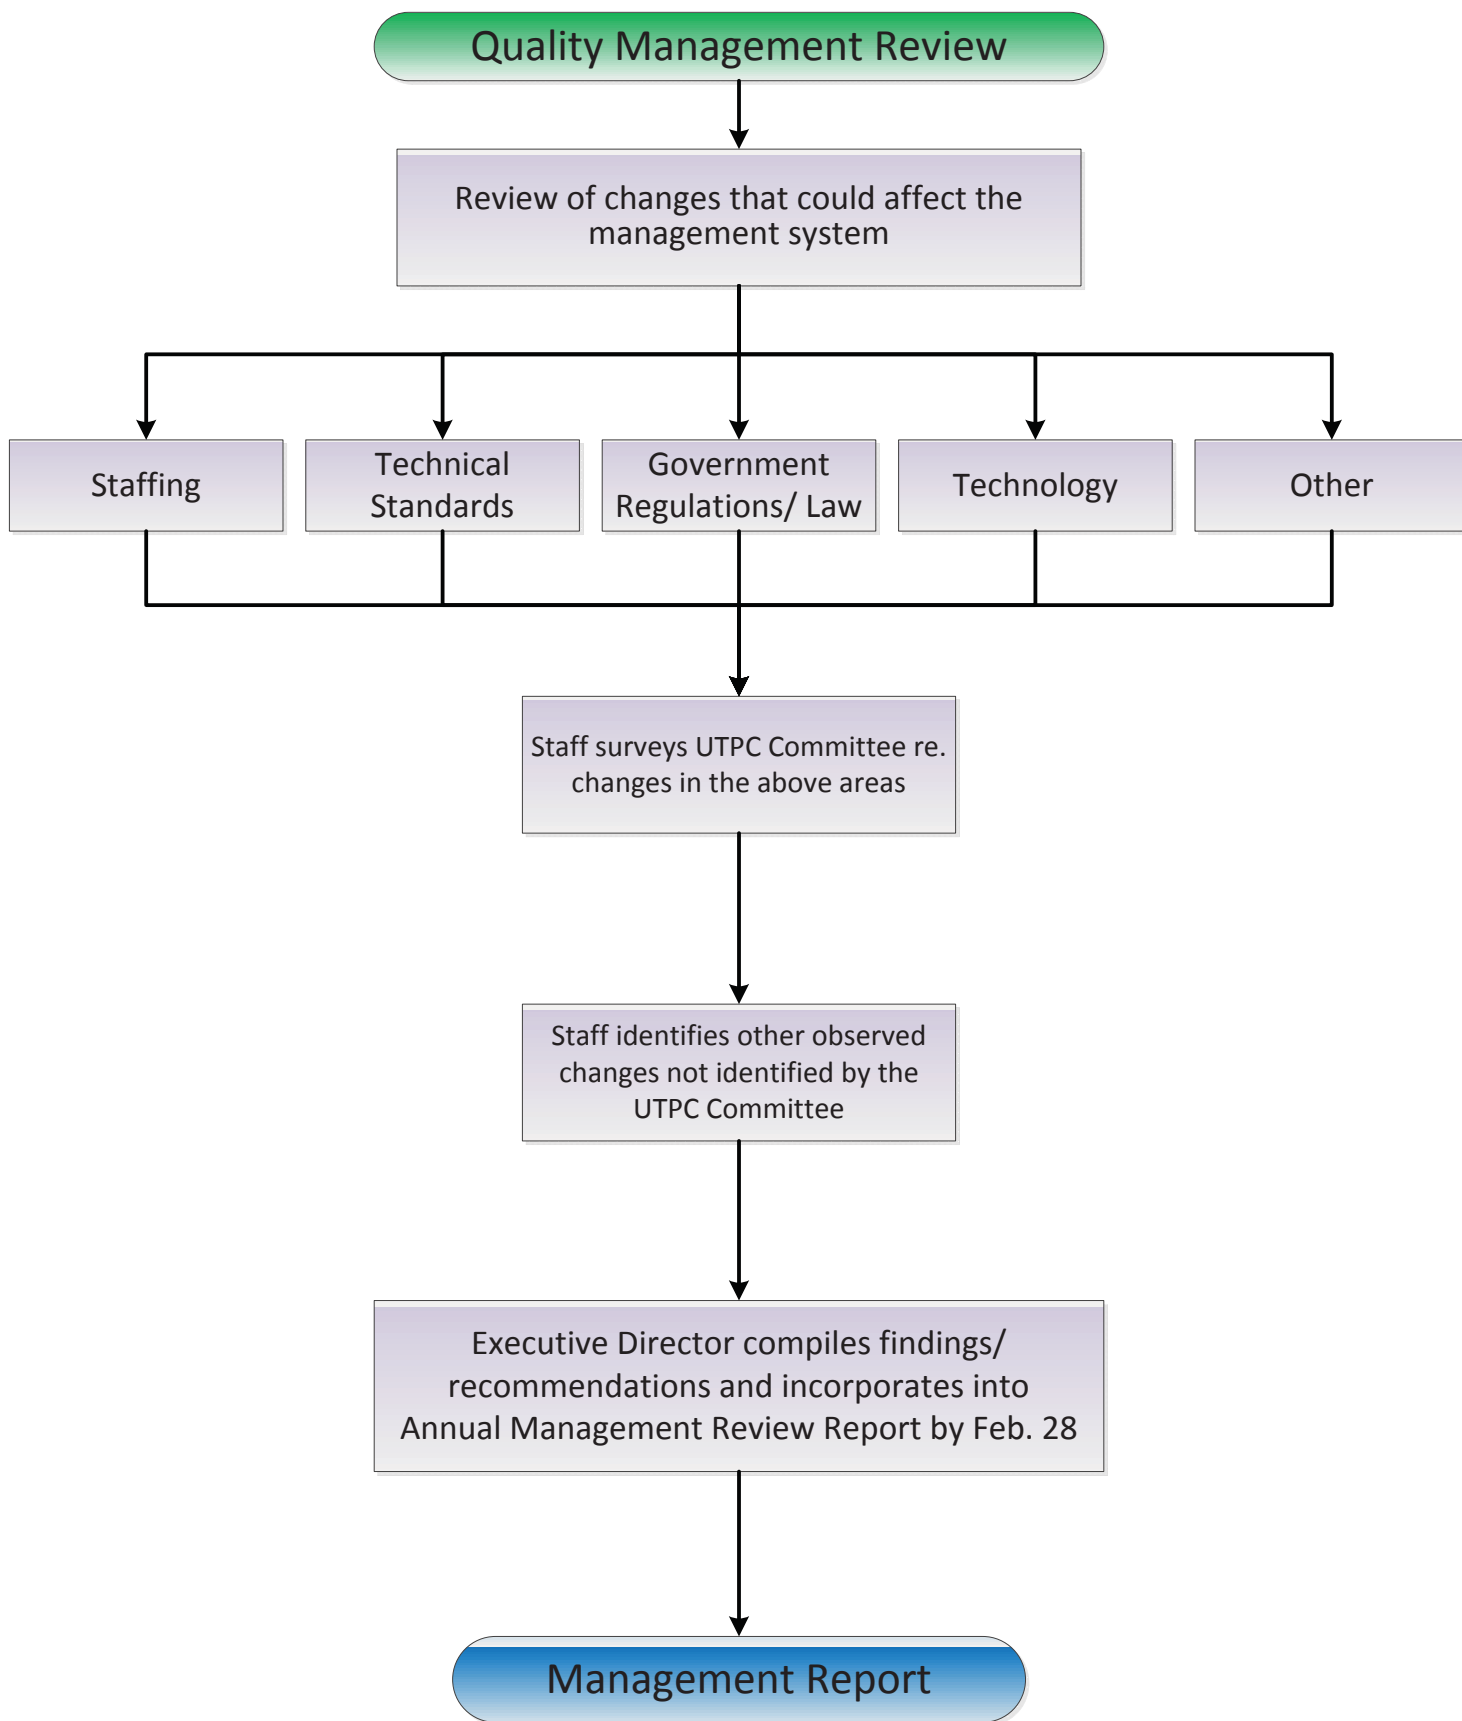 Quality Management Review
Review of changes that could affect the
management system
Staffing
Technical
Standards
Government
Regulations/ Law
Technology
Other
Staff surveys UTPC Committee re.
changes in the above areas
Staff identifies other observed
changes not identified by the
UTPC Committee
Executive Director compiles findings/
recommendations and incorporates into
Annual Management Review Report by Feb. 28
Management Report